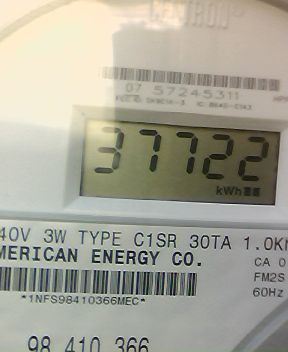 CENTRON
07 57245311
37722
kWh
40V 3W TYPE C1SR 30TA 1.0K
MERICAN ENERGY CO.
CA 0
FM2S
60Hz
*1NFS98410366MEC*
98 410 366